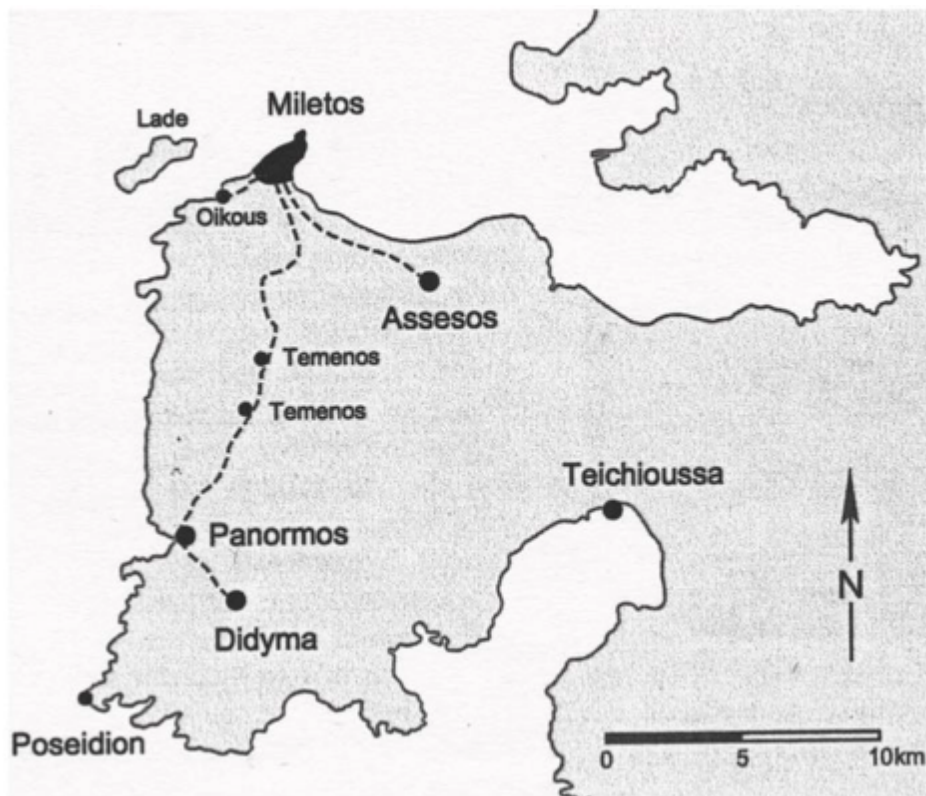 Miletos
Lade
Oikous
Assesos
Temenos
Temenos
Teichioussa
Panormos
N
Didyma
Poseidion
0 5 10km